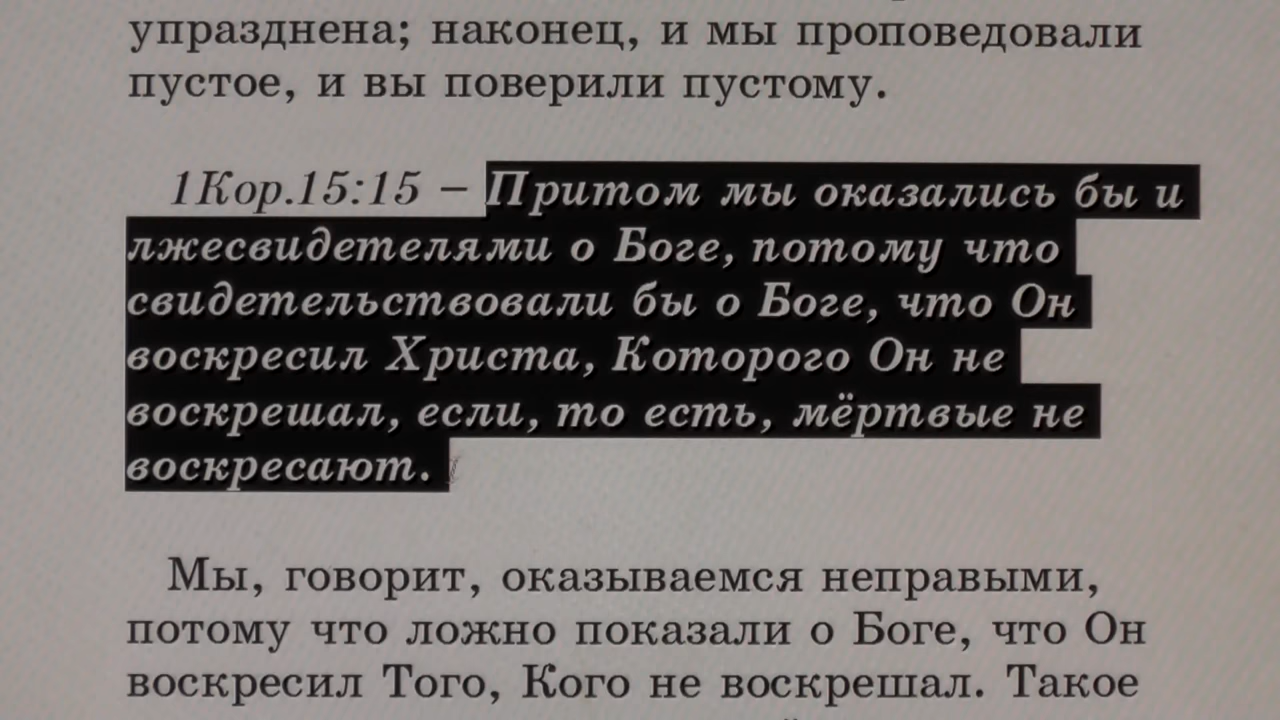 упразднена; наконец, и мы проповедовали
пустое, и вы поверили пустому.
1Кор.15:15 – Притом мы оказались бы и
лжесвидетелями о Боге, потому что
свидетельствовали бы о Боге, что Он
воскресил Христа, Которого Он не
воскрешал, если, то есть, мёртвые не
воскресают.
Мы, говорит, оказываемся неправыми,
потому что ложно показали о Боге, что Он
воскресил Того, Кого не воскрешал. Такое